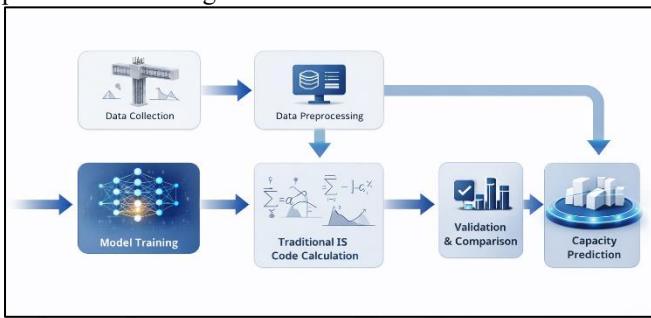 Data Collection
Data Preprocessing
Model Training
Traditional IS
Code Calculation
Validation
& Comparison
Capacity
Prediction